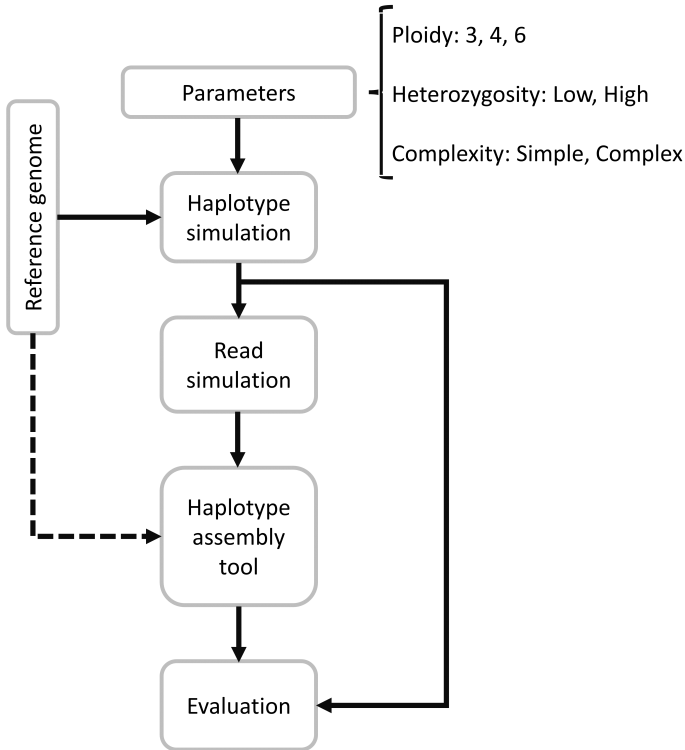 Ploidy: 3, 4, 6
Parameters
Heterozygosity: Low, High
Complexity: Simple, Complex
Reference genome
Haplotype
simulation
Read
simulation
Haplotype
assembly
tool
Evaluation